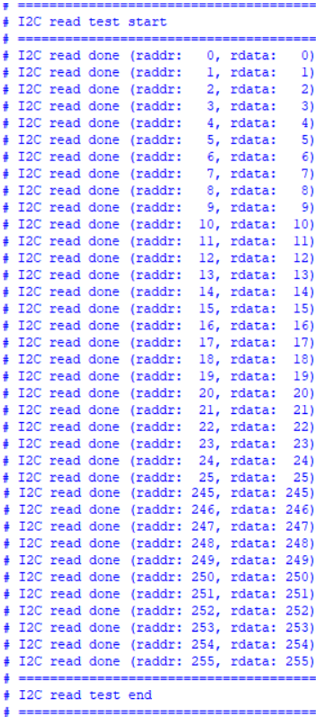 # =====================================
# I2C read test start
# =====================================
# I2C read done (raddr:   0, rdata:   0)
# I2C read done (raddr:   1, rdata:   1)
# I2C read done (raddr:   2, rdata:   2)
# I2C read done (raddr:   3, rdata:   3)
# I2C read done (raddr:   4, rdata:   4)
# I2C read done (raddr:   5, rdata:   5)
# I2C read done (raddr:   6, rdata:   6)
# I2C read done (raddr:   7, rdata:   7)
# I2C read done (raddr:   8, rdata:   8)
# I2C read done (raddr:   9, rdata:   9)
# I2C read done (raddr:  10, rdata:  10)
# I2C read done (raddr:  11, rdata:  11)
# I2C read done (raddr:  12, rdata:  12)
# I2C read done (raddr:  13, rdata:  13)
# I2C read done (raddr:  14, rdata:  14)
# I2C read done (raddr:  15, rdata:  15)
# I2C read done (raddr:  16, rdata:  16)
# I2C read done (raddr:  17, rdata:  17)
# I2C read done (raddr:  18, rdata:  18)
# I2C read done (raddr:  19, rdata:  19)
# I2C read done (raddr:  20, rdata:  20)
# I2C read done (raddr:  21, rdata:  21)
# I2C read done (raddr:  22, rdata:  22)
# I2C read done (raddr:  23, rdata:  23)
# I2C read done (raddr:  24, rdata:  24)
# I2C read done (raddr:  25, rdata:  25)
# I2C read done (raddr: 245, rdata: 245)
# I2C read done (raddr: 246, rdata: 246)
# I2C read done (raddr: 247, rdata: 247)
# I2C read done (raddr: 248, rdata: 248)
# I2C read done (raddr: 249, rdata: 249)
# I2C read done (raddr: 250, rdata: 250)
# I2C read done (raddr: 251, rdata: 251)
# I2C read done (raddr: 252, rdata: 252)
# I2C read done (raddr: 253, rdata: 253)
# I2C read done (raddr: 254, rdata: 254)
# I2C read done (raddr: 255, rdata: 255)
# =====================================
# I2C read test end
# =====================================